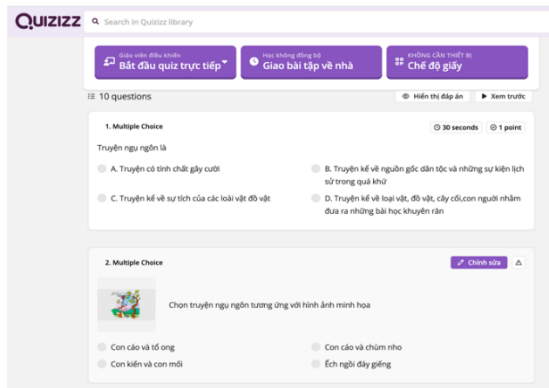 QUIZIZZ
Search in Quizizz library
Giáo viên điều khiển
Bắt đầu quiz trực tiếp
Học không đồng bộ
Giao bài tập về nhà
KHÔNG CẦN THIẾT BỊ
Chế độ giấy
10 questions
Hiển thị đáp án
Xem trước
1. Multiple Choice
30 seconds
1 point
Truyện ngụ ngôn là
A. Truyện có tính chất gây cười
B. Truyện kể về nguồn gốc dân tộc và những sự kiện lịch
sử trong quá khứ
C. Truyện kể về sự tích của các loài vật đồ vật
D. Truyện kể về loại vật, đồ vật, cây cối,con người nhằm
đưa ra những bài học khuyên răn
2. Multiple Choice
Chỉnh sửa
Chọn truyện ngụ ngôn tương ứng với hình ảnh minh họa
Con cáo và tổ ong
Con cáo và chùm nho
Con kiến và con mối
Ếch ngồi đáy giếng